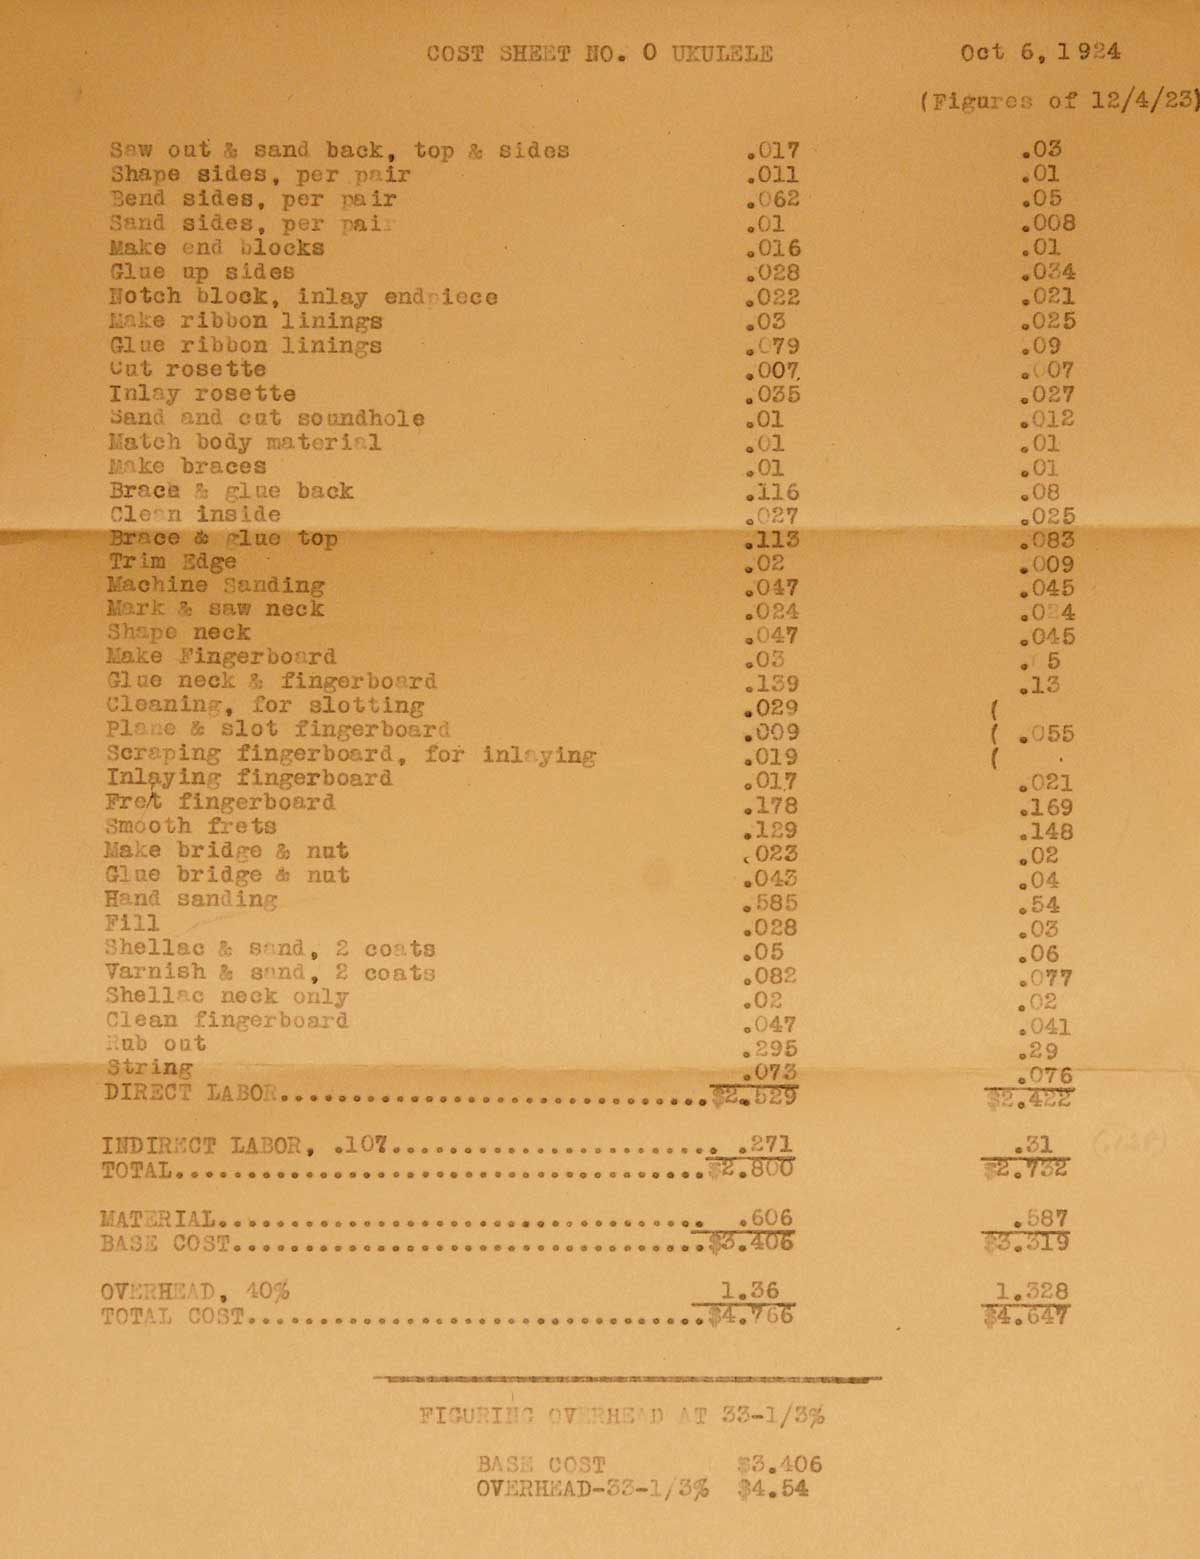 COST SHEET NO. 0 UKULELE Oct 6, 1924
(Figures of 12/4/23)
Saw out & sand back, top & sides .017 .03
Shape sides, per pair .011 .01
Bend sides, per pair .062 .05
Sand sides, per pair .01 .008
Make end blocks .016 .01
Glue up sides .028 .034
Notch block, inlay endpiece .022 .021
Make ribbon linings .03 .025
Glue ribbon linings .079 .09
Cut rosette .007 .007
Inlay rosette .035 .027
Sand and cut soundhole .01 .012
Match body material .01 .01
Make braces .01 .01
Brace & glue back .116 .08
Clean inside .027 .025
Brace & glue top .113 .083
Trim Edge .02 .009
Machine Sanding .047 .045
Mark & saw neck .024 .024
Shape neck .047 .045
Make Fingerboard .03 . 5
Glue neck & fingerboard .139 .13
Cleaning, for slotting .029 (
Plane & slot fingerboard .009 ( .055
Scraping fingerboard, for inlaying .019 (
Inlaying fingerboard .017 .021
Fret fingerboard .178 .169
Smooth frets .129 .148
Make bridge & nut .023 .02
Glue bridge & nut .043 .04
Hand sanding .585 .54
Fill .028 .03
Shellac & sand, 2 coats .05 .06
Varnish & sand, 2 coats .082 .077
Shellac neck only .02 .02
Clean fingerboard .047 .041
Rub out .295 .29
String .073 .076
DIRECT LABOR.............................. $2.529 $2.422
INDIRECT LABOR, .107....................... .271 .31
TOTAL..................................... $2.800 $2.732
MATERIAL.................................. .606 .587
BASE COST................................. $3.406 $3.319
OVERHEAD, 40% 1.36 1.328
TOTAL COST................................ $4.766 $4.647
FIGURING OVERHEAD AT 33-1/3%
BASE COST $3.406
OVERHEAD-33-1/3% $4.54